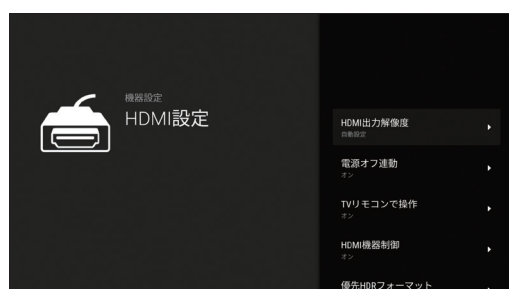 機器設定
HDMI設定
HDMI出力解像度
自動設定
電源オフ連動
オン
TVリモコンで操作
オン
HDMI機器制御
オン
優先HDRフォーマット